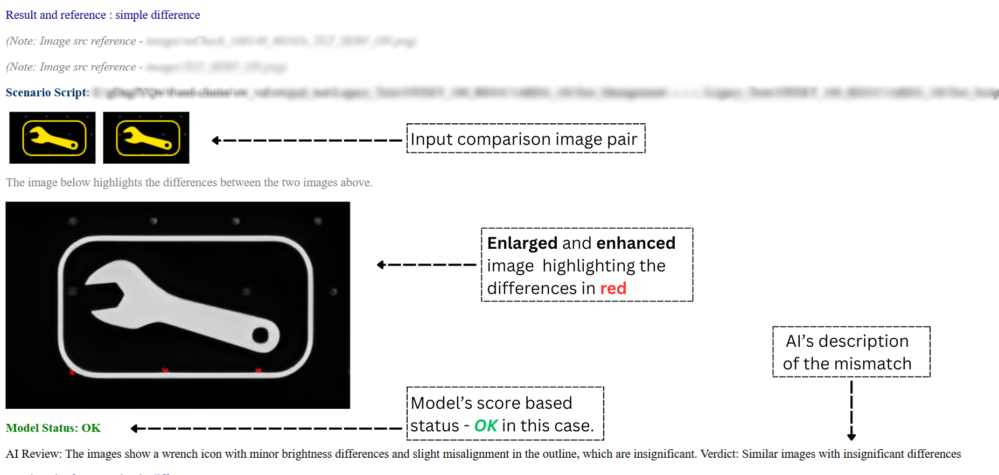 Result and reference : simple difference
(Note: Image src reference -
(Note: Image src reference -
Scenario Script:
Input comparison image pair
The image below highlights the differences between the two images above.
Enlarged and enhanced
image highlighting the
differences in red
AI's description
of the mismatch
Model's score based
status - OK in this case.
Model Status: OK
AI Review: The images show a wrench icon with minor brightness differences and slight misalignment in the outline, which are insignificant. Verdict: Similar images with insignificant differences